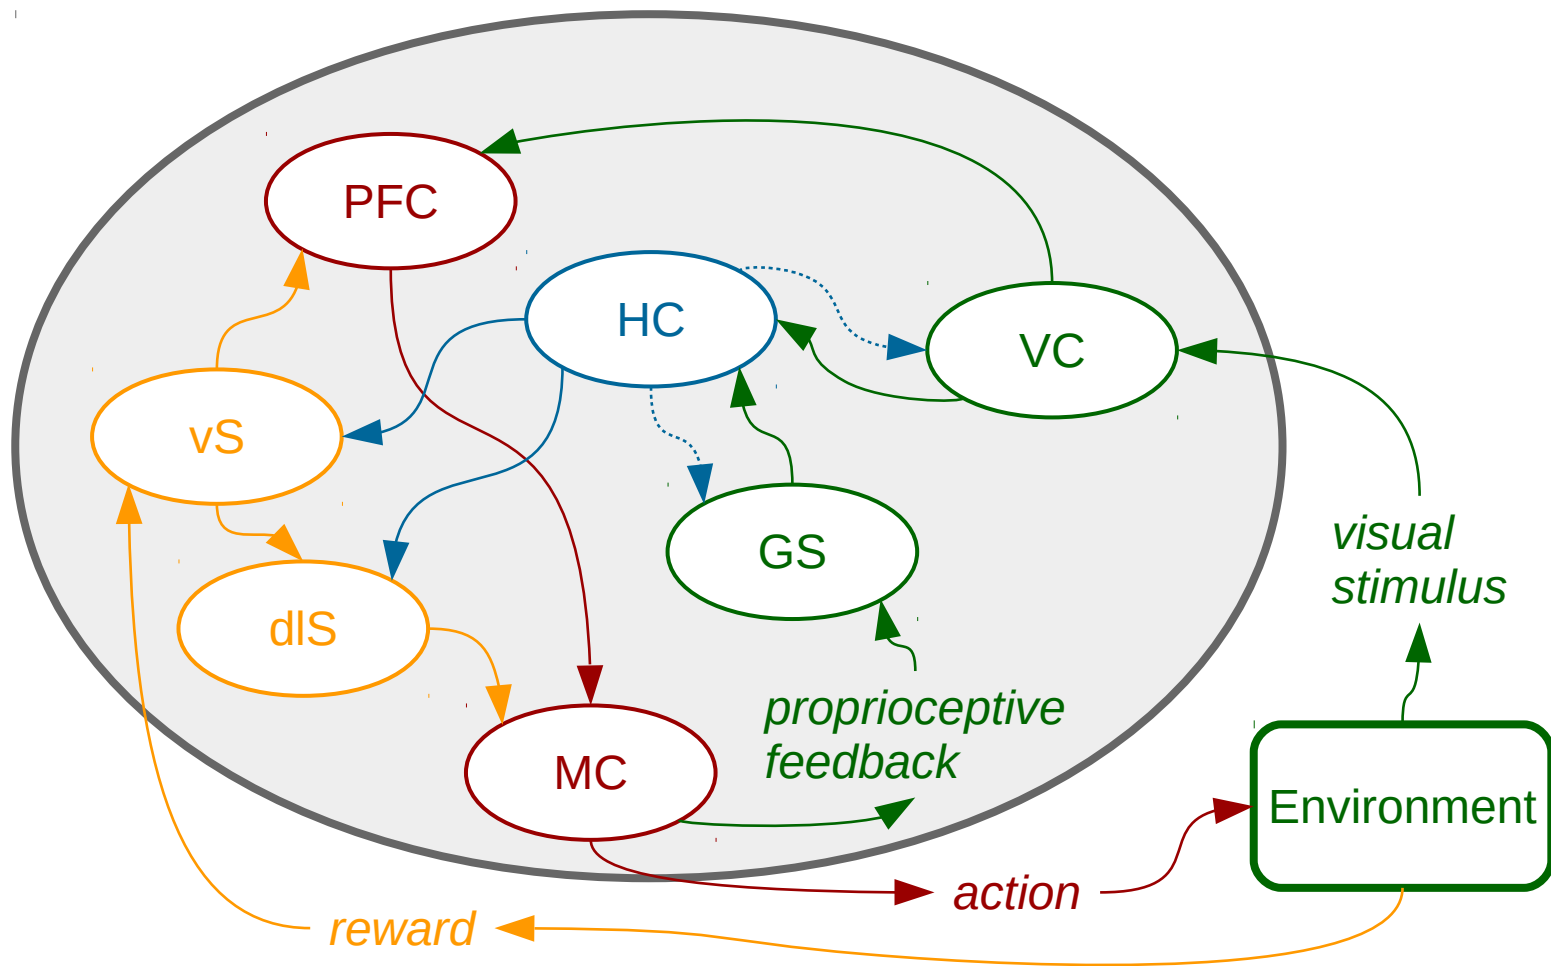 PFC
HC
VC
vS
visual
stimulus
GS
dlS
proprioceptive
feedback
MC
Environment
action
reward